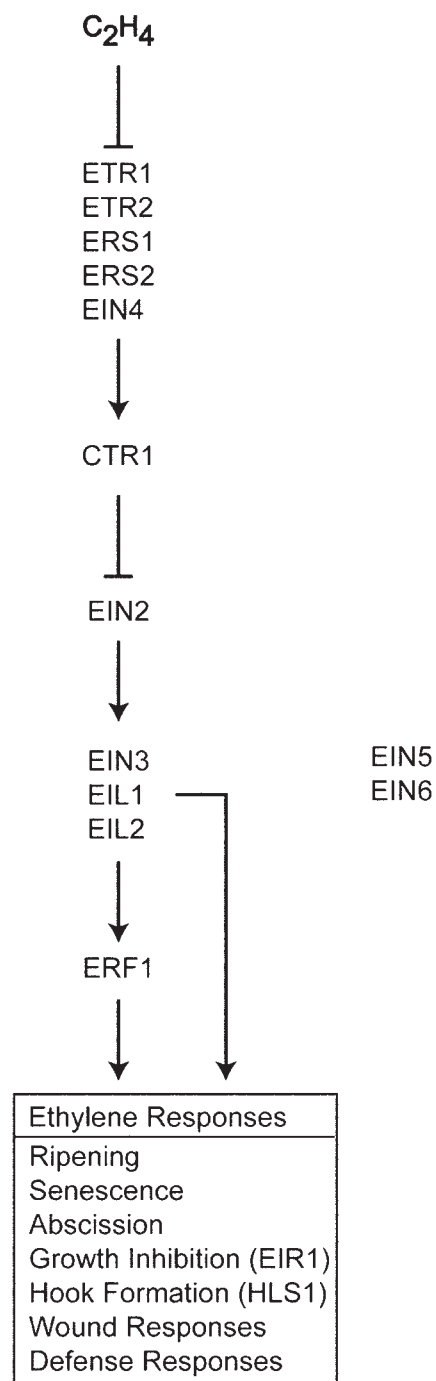 C₂H₄
ETR1
ETR2
ERS1
ERS2
EIN4
CTR1
EIN2
EIN3
EIL1
EIL2
EIN5
EIN6
ERF1
Ethylene Responses
Ripening
Senescence
Abscission
Growth Inhibition (EIR1)
Hook Formation (HLS1)
Wound Responses
Defense Responses